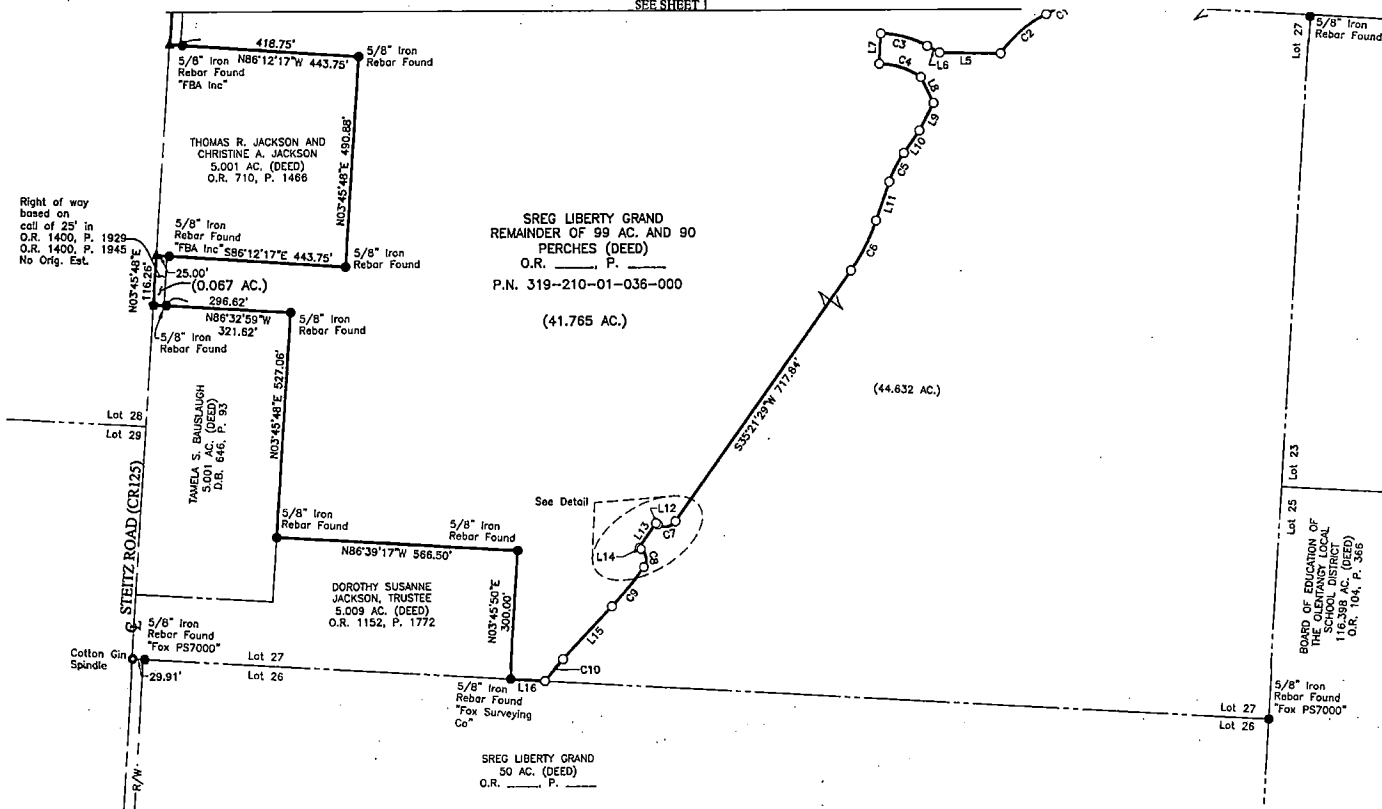 SEE SHEET 1
418.75'
N86°12'17"W 443.75'
5/8" Iron
Rebar Found
5/8" Iron
Rebar Found
"FBA Inc"
THOMAS R. JACKSON AND
CHRISTINE A. JACKSON
5.001 AC. (DEED)
O.R. 710, P. 1466
N03°45'48"E 490.88'
Right of way
based on
call of 25' in
O.R. 1400, P. 1929
O.R. 1400, P. 1945
No Orig. Est.
5/8" Iron
Rebar Found
"FBA Inc"
S86°12'17"E 443.75'
5/8" Iron
Rebar Found
N03°45'48"E
116.26'
25.00'
(0.067 AC.)
296.62'
N86°32'59"W
321.62'
5/8" Iron
Rebar Found
5/8" Iron
Rebar Found
SREG LIBERTY GRAND
REMAINDER OF 99 AC. AND 90
PERCHES (DEED)
O.R. _____, P. _____
P.N. 319-210-01-036-000
(41.765 AC.)
C1
C2
C3
L5
L6
L7
C4
L8
L9
L10
C5
L11
C6
S35°21'29"W 717.84'
(44.632 AC.)
Lot 27
5/8" Iron
Rebar Found
Lot 28
Lot 29
TAMELA S. BAUSLAUGH
5.001 AC. (DEED)
D.B. 646, P. 93
N03°45'48"E 527.06'
STEITZ ROAD (CR125)
See Detail
L12
C7
L13
L14
C8
C9
L15
C10
L16
5/8" Iron
Rebar Found
5/8" Iron
Rebar Found
N86°39'17"W 566.50'
DOROTHY SUSANNE
JACKSON, TRUSTEE
5.009 AC. (DEED)
O.R. 1152, P. 1772
N03°45'50"E
300.00'
Lot 23
Lot 25
BOARD OF EDUCATION OF
THE OLENTANGY LOCAL
SCHOOL DISTRICT
116.398 AC. (DEED)
O.R. 104, P. 366
5/8" Iron
Rebar Found
"Fox PS7000"
Cotton Gin
Spindle
29.91'
Lot 27
Lot 26
5/8" Iron
Rebar Found
"Fox Surveying
Co"
Lot 27
Lot 26
5/8" Iron
Rebar Found
"Fox PS7000"
R/W
SREG LIBERTY GRAND
50 AC. (DEED)
O.R. _____, P. _____